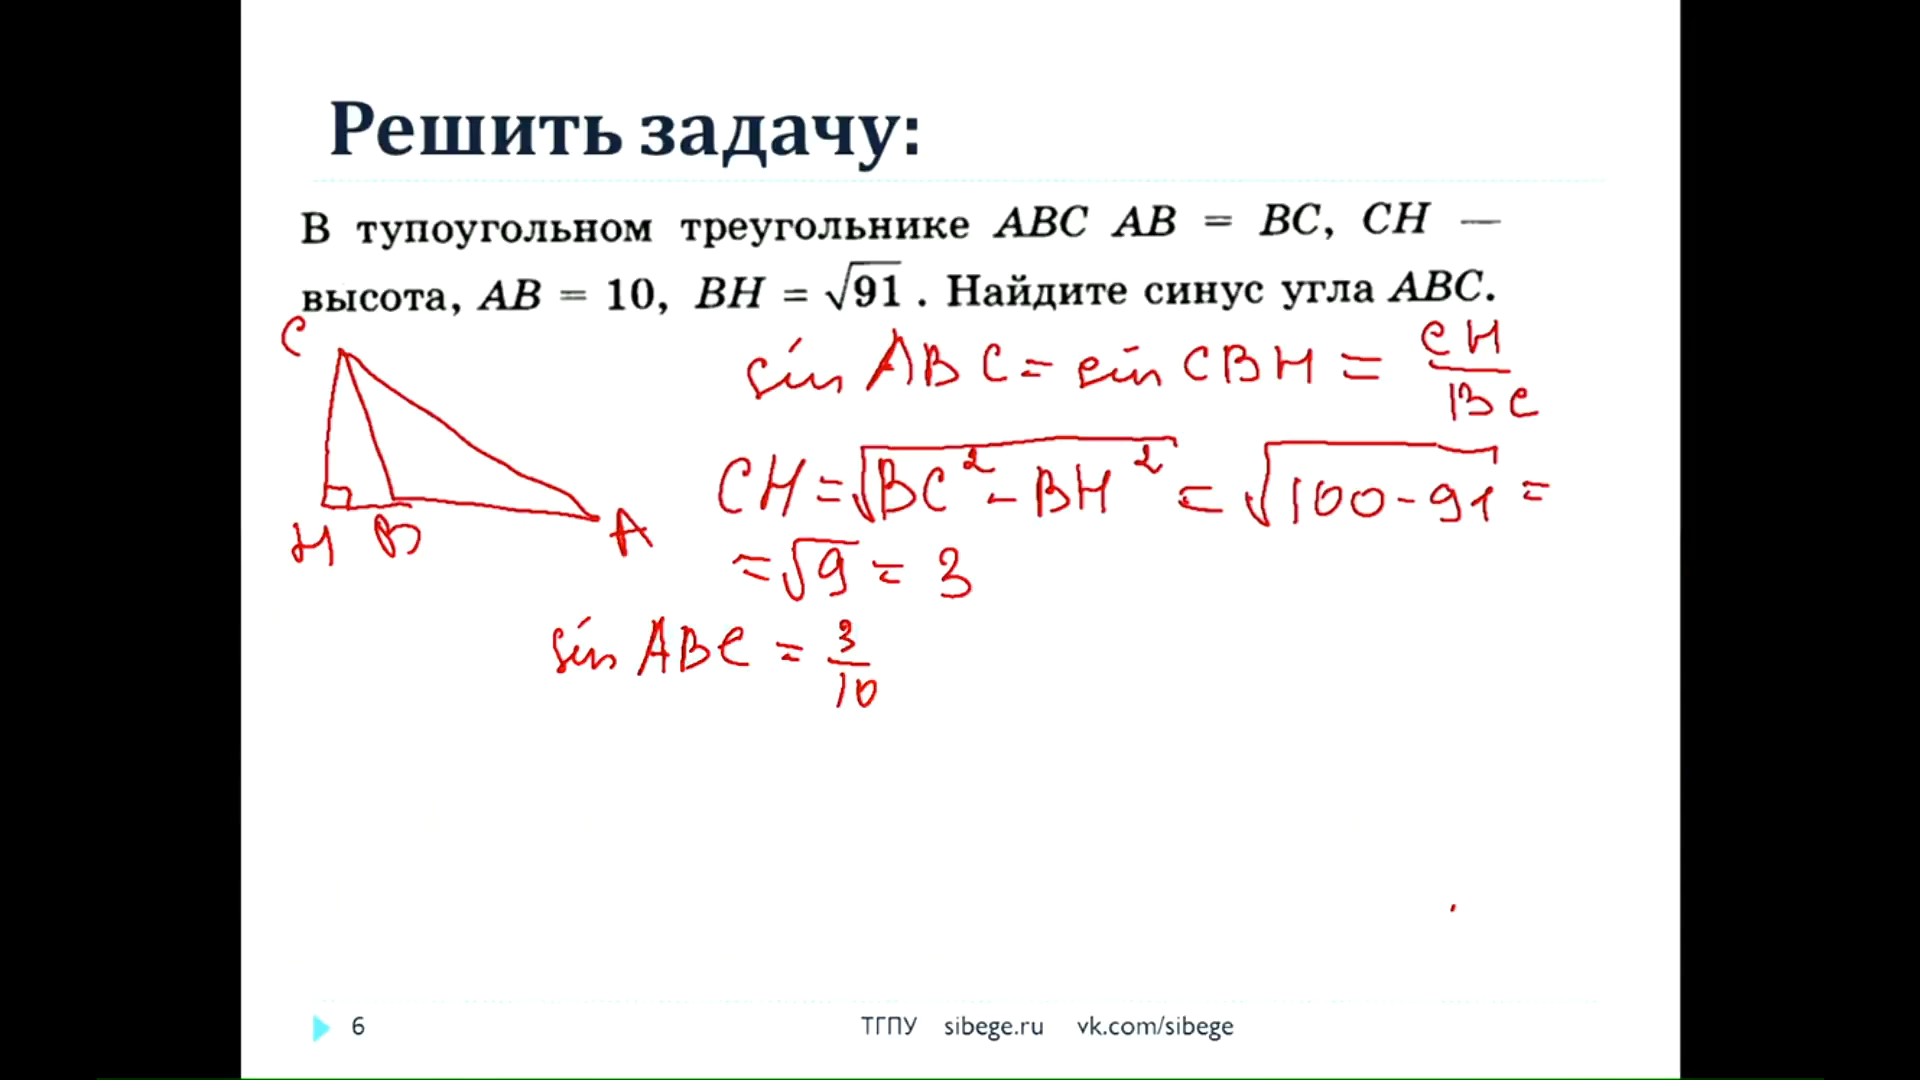 Решить задачу:
В тупоугольном треугольнике ABC AB = BC, CH —
высота, AB = 10, BH = √91 . Найдите синус угла ABC.
C
H B A
sin ABC = sin CBH = CH/BC
CH = √BC² - BH² = √100 - 91 =
= √9 = 3
sin ABC = 3/10
6 ТГПУ sibege.ru vk.com/sibege